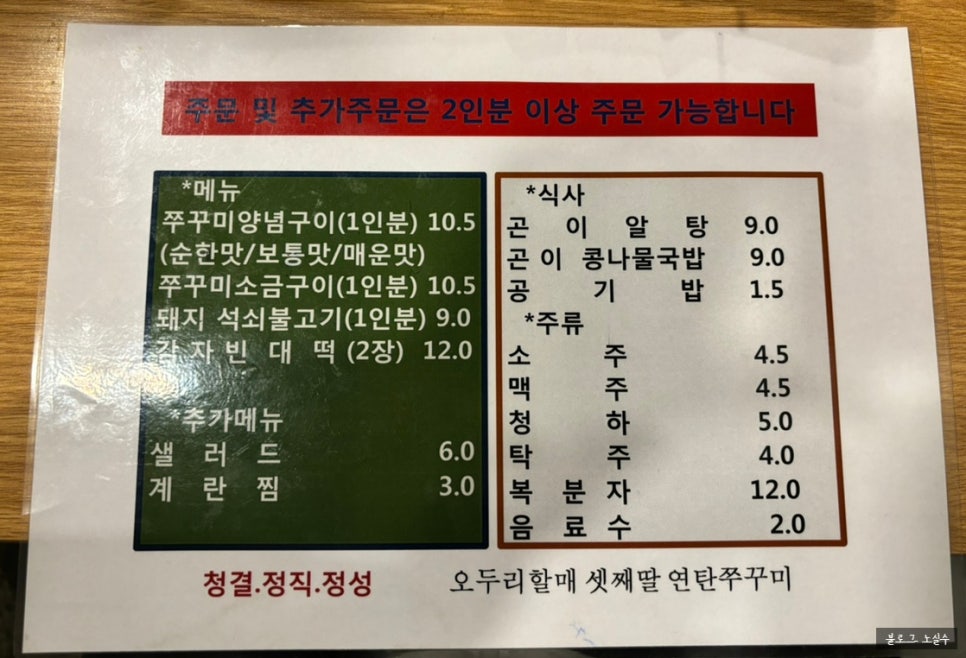 주문 및 추가주문은 2인분 이상 주문 가능합니다
*메뉴
쭈꾸미양념구이(1인분) 10.5
(순한맛/보통맛/매운맛)
쭈꾸미소금구이(1인분) 10.5
돼지 석쇠불고기(1인분) 9.0
감자빈대떡(2장) 12.0
*추가메뉴
샐러드 6.0
계란찜 3.0
*식사
곤이알탕 9.0
곤이 콩나물국밥 9.0
공기밥 1.5
*주류
소주 4.5
맥주 4.5
청하 5.0
탁주 4.0
복분자 12.0
음료수 2.0
청결.정직.정성
오두리할매 셋째딸 연탄쭈꾸미
블로그 노실수